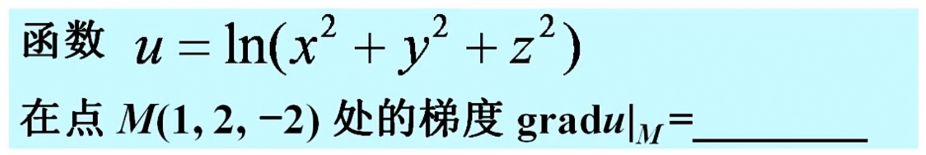 函数 u = ln(x² + y² + z²)
在点 M(1, 2, −2) 处的梯度 gradu|_M=________